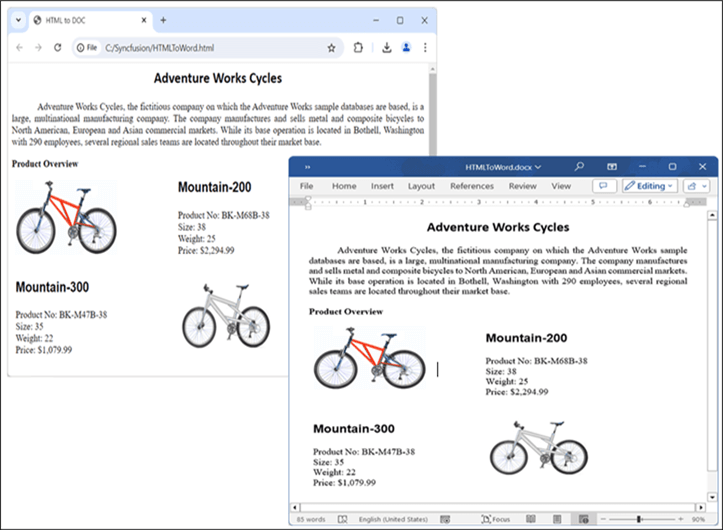 HTML to DOC
File
C:/Syncfusion/HTMLToWord.html
Adventure Works Cycles
Adventure Works Cycles, the fictitious company on which the Adventure Works sample databases are based, is a
large, multinational manufacturing company. The company manufactures and sells metal and composite bicycles to
North American, European and Asian commercial markets. While its base operation is located in Bothell, Washington
with 290 employees, several regional sales teams are located throughout their market base.
Product Overview
Mountain-200
Product No: BK-M68B-38
Size: 38
Weight: 25
Price: $2,294.99
Mountain-300
Product No: BK-M47B-38
Size: 35
Weight: 22
Price: $1,079.99
HTMLToWord.docx
File Home Insert Layout References Review View Editing
1 2 3 4 5 6
Adventure Works Cycles
Adventure Works Cycles, the fictitious company on which the Adventure Works sample
databases are based, is a large, multinational manufacturing company. The company manufactures
and sells metal and composite bicycles to North American, European and Asian commercial markets.
While its base operation is located in Bothell, Washington with 290 employees, several regional
sales teams are located throughout their market base.
Product Overview
Mountain-200
Product No: BK-M68B-38
Size: 38
Weight: 25
Price: $2,294.99
Mountain-300
Product No: BK-M47B-38
Size: 35
Weight: 22
Price: $1,079.99
85 words English (United States) Focus 90%